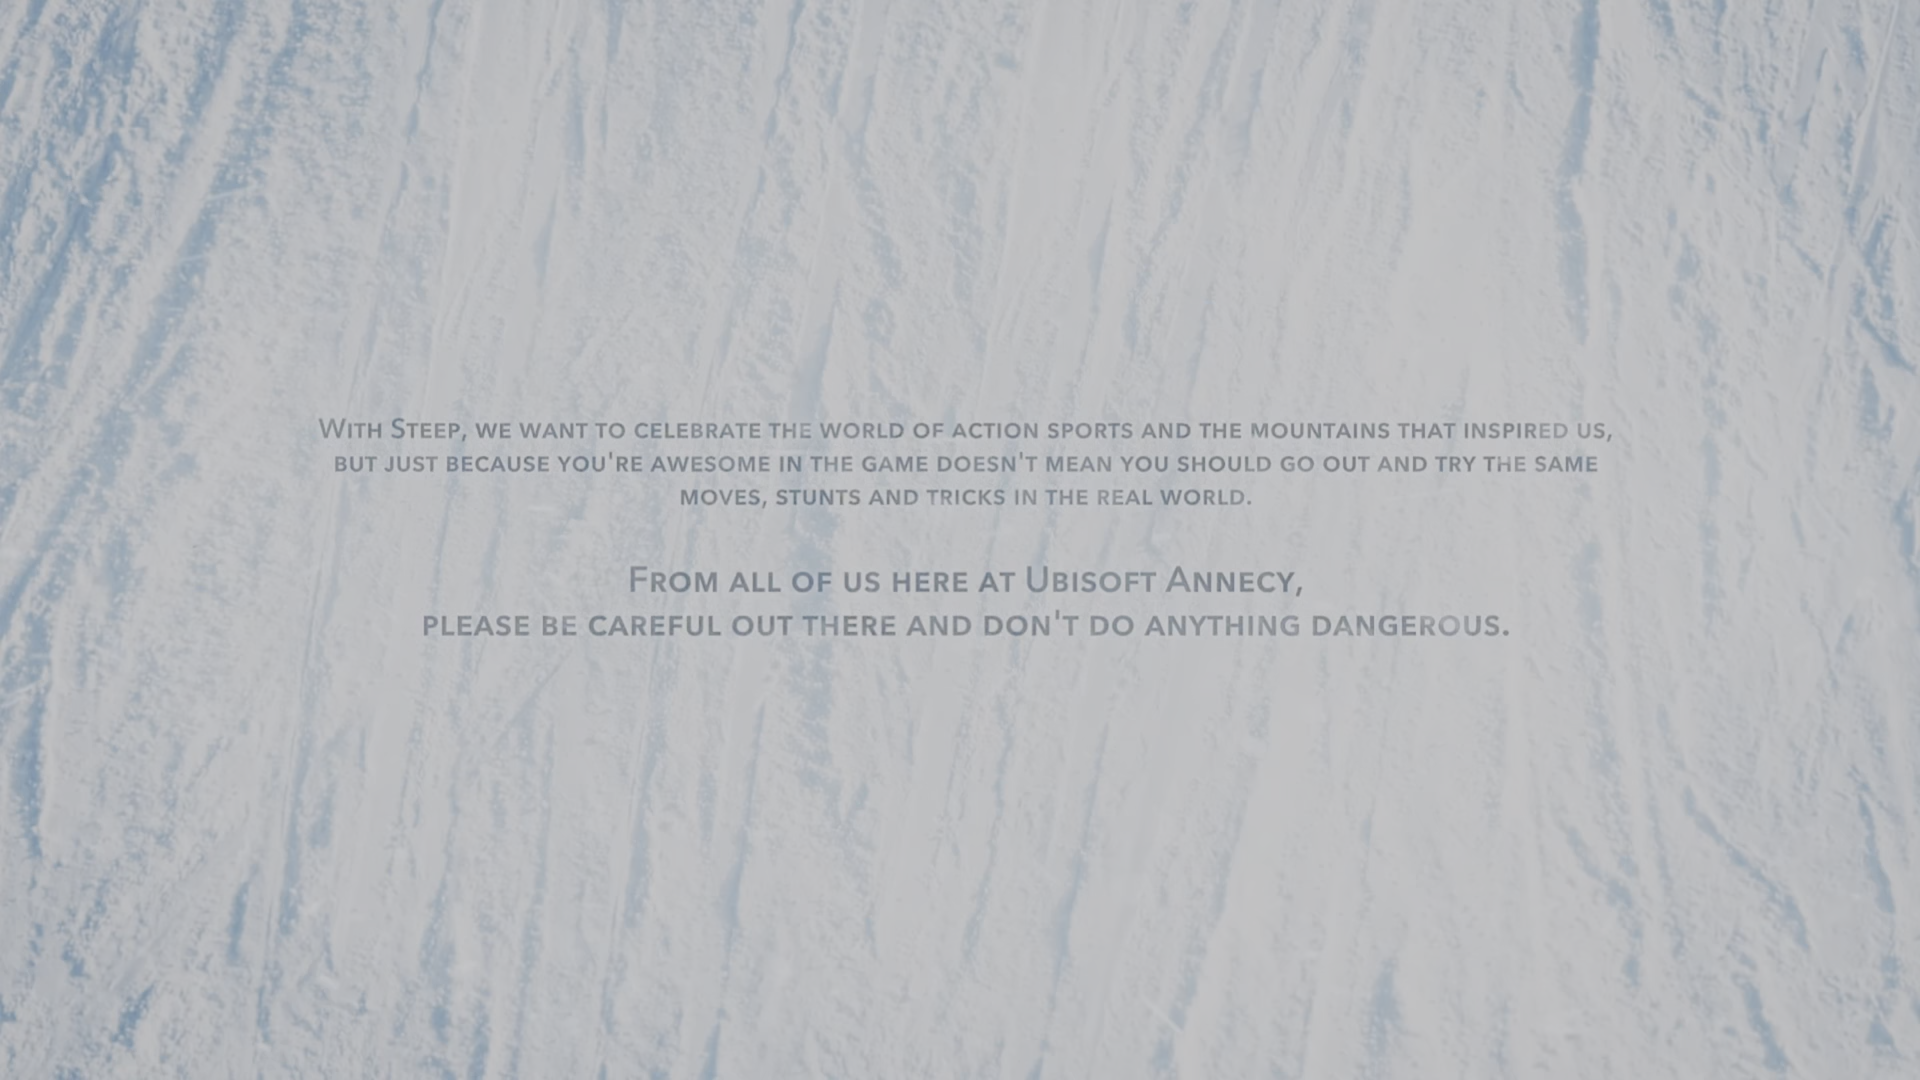 With Steep, we want to celebrate the world of action sports and the mountains that inspired us,
but just because you're awesome in the game doesn't mean you should go out and try the same
moves, stunts and tricks in the real world.
From all of us here at Ubisoft Annecy,
please be careful out there and don't do anything dangerous.